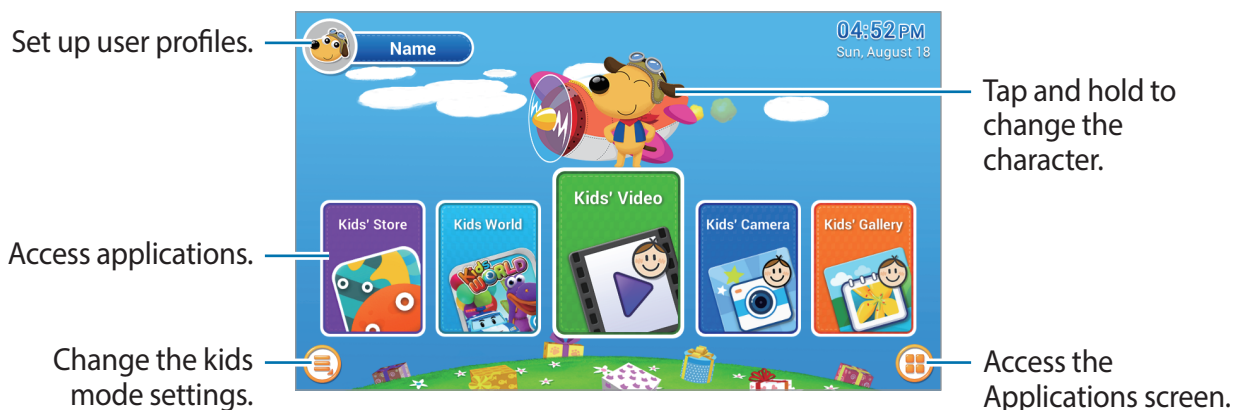 Set up user profiles.
Name
04:52 PM
Sun, August 18
Tap and hold to
change the
character.
Kids' Video
Kids' Store
Kids World
Kids' Camera
Kids' Gallery
Access applications.
Kids
WORLD
Change the kids
mode settings.
Access the
Applications screen.